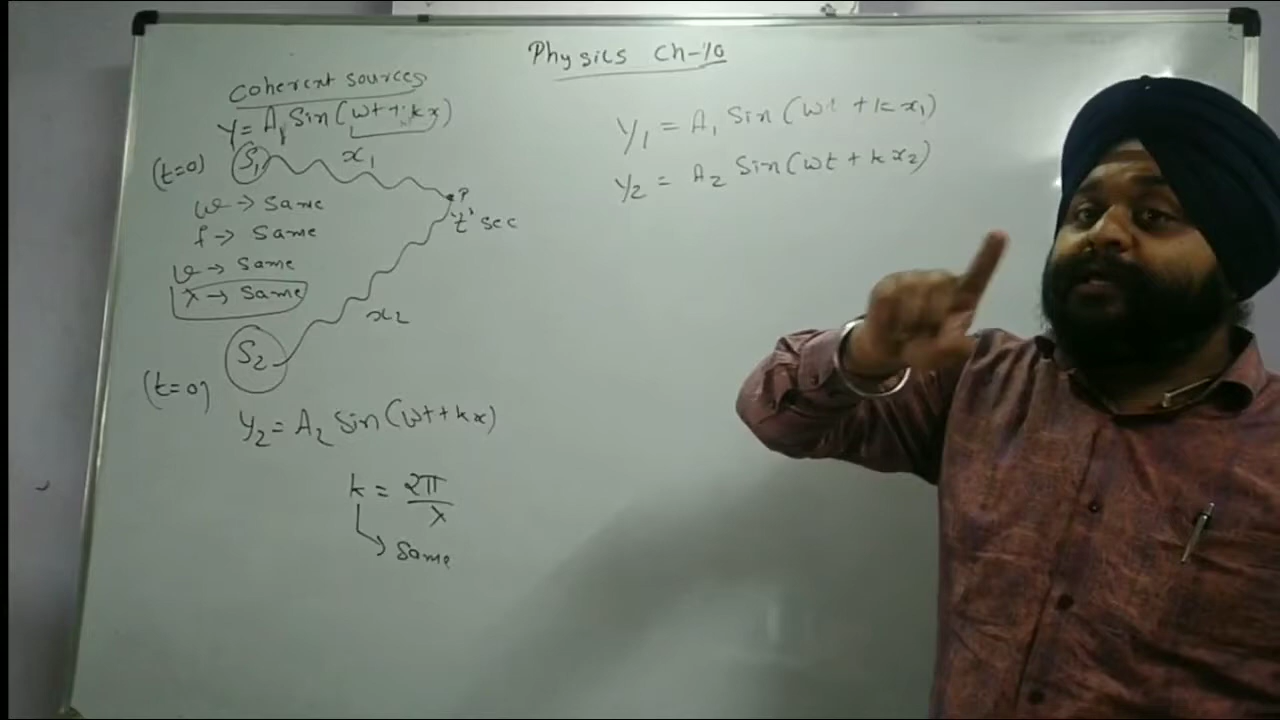 Physics Ch-10
coherent sources
y = A₁ Sin(ωt + kx)
(t=0) S₁ x₁
P
't' sec
ω → Same
f → Same
v → Same
λ → Same
x₂
S₂
(t=0)
y₂ = A₂ Sin(ωt + kx)
k = 2π/λ
Same
y₁ = A₁ Sin(ωt + kx₁)
y₂ = A₂ Sin(ωt + kx₂)